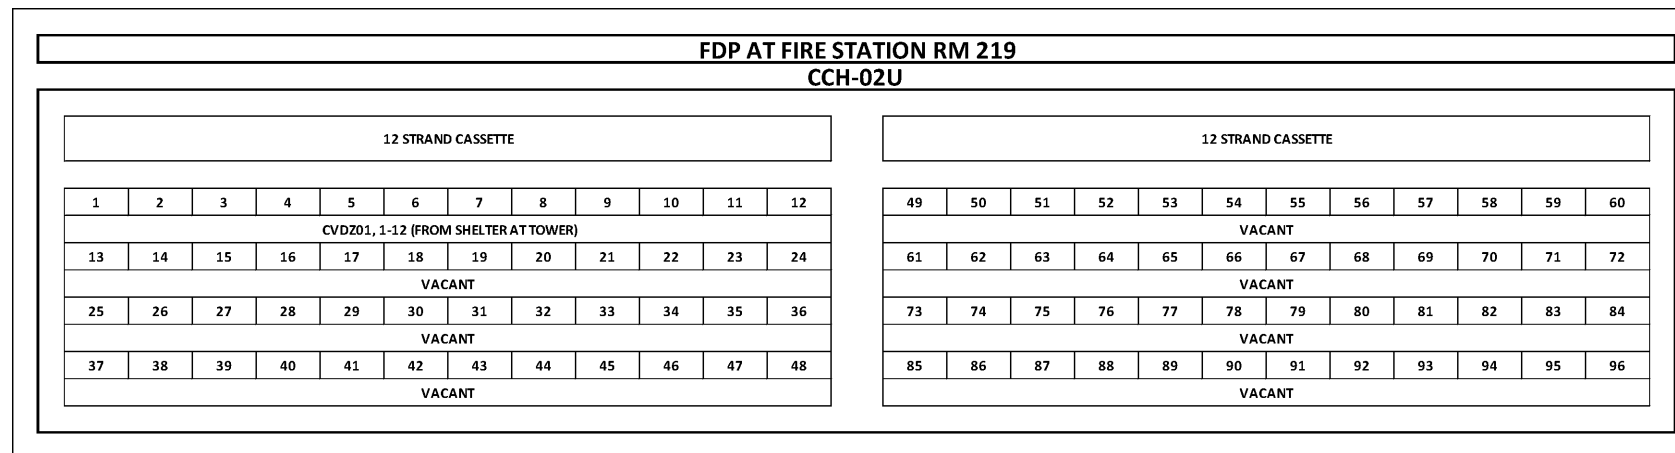 FDP AT FIRE STATION RM 219
CCH-02U
12 STRAND CASSETTE
1 2 3 4 5 6 7 8 9 10 11 12
CVDZ01, 1-12 (FROM SHELTER AT TOWER)
13 14 15 16 17 18 19 20 21 22 23 24
VACANT
25 26 27 28 29 30 31 32 33 34 35 36
VACANT
37 38 39 40 41 42 43 44 45 46 47 48
VACANT
12 STRAND CASSETTE
49 50 51 52 53 54 55 56 57 58 59 60
VACANT
61 62 63 64 65 66 67 68 69 70 71 72
VACANT
73 74 75 76 77 78 79 80 81 82 83 84
VACANT
85 86 87 88 89 90 91 92 93 94 95 96
VACANT